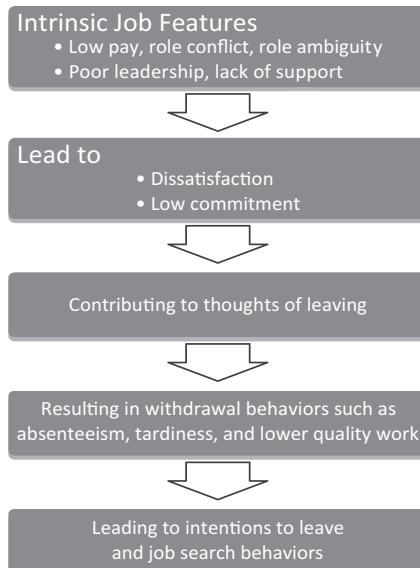 Intrinsic Job Features
• Low pay, role conflict, role ambiguity
• Poor leadership, lack of support
Lead to
• Dissatisfaction
• Low commitment
Contributing to thoughts of leaving
Resulting in withdrawal behaviors such as
absenteeism, tardiness, and lower quality work
Leading to intentions to leave
and job search behaviors